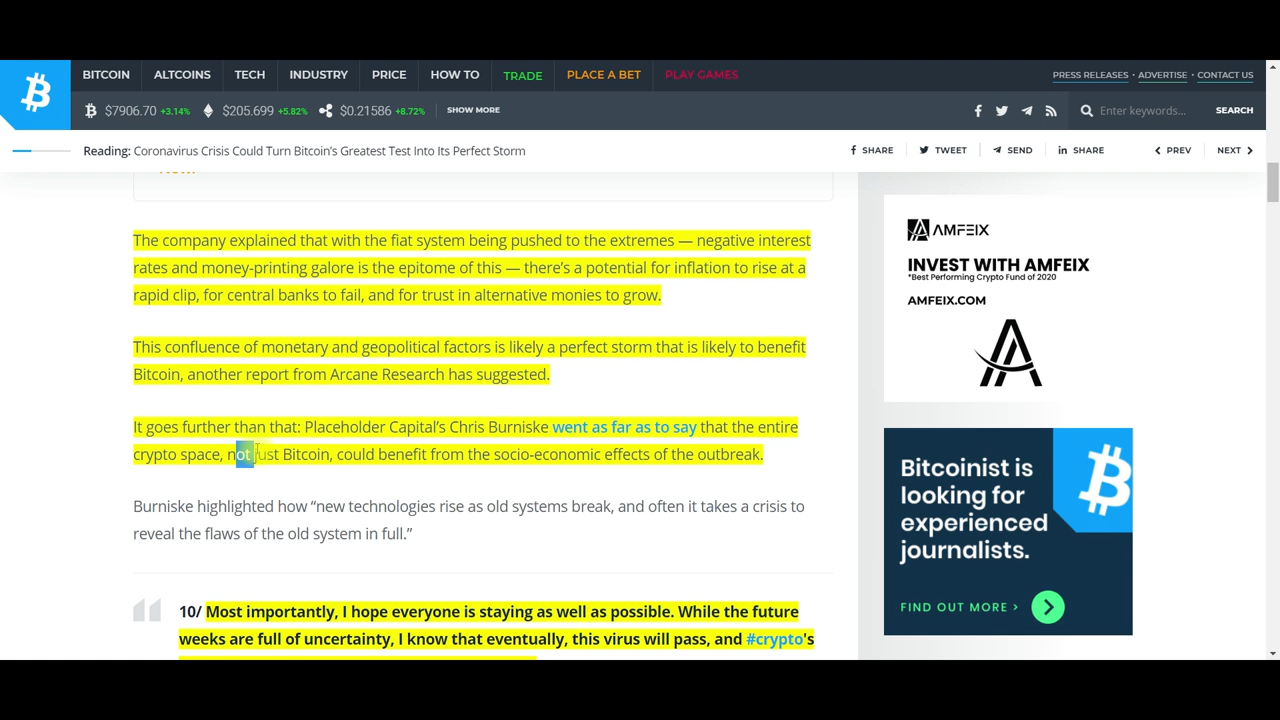 BITCOIN
ALTCOINS
TECH
INDUSTRY
PRICE
HOW TO
TRADE
PLACE A BET
PLAY GAMES
PRESS RELEASES • ADVERTISE • CONTACT US
$7906.70 +3.14%
$205.699 +5.82%
$0.21586 +8.72%
SHOW MORE
Enter keywords...
SEARCH
Reading: Coronavirus Crisis Could Turn Bitcoin's Greatest Test Into Its Perfect Storm
SHARE
TWEET
SEND
SHARE
PREV
NEXT
The company explained that with the fiat system being pushed to the extremes — negative interest
rates and money-printing galore is the epitome of this — there's a potential for inflation to rise at a
rapid clip, for central banks to fail, and for trust in alternative monies to grow.
This confluence of monetary and geopolitical factors is likely a perfect storm that is likely to benefit
Bitcoin, another report from Arcane Research has suggested.
It goes further than that: Placeholder Capital's Chris Burniske went as far as to say that the entire
crypto space, not just Bitcoin, could benefit from the socio-economic effects of the outbreak.
Burniske highlighted how “new technologies rise as old systems break, and often it takes a crisis to
reveal the flaws of the old system in full.”
10/ Most importantly, I hope everyone is staying as well as possible. While the future
weeks are full of uncertainty, I know that eventually, this virus will pass, and #crypto's
AMFEIX
INVEST WITH AMFEIX
*Best Performing Crypto Fund of 2020
AMFEIX.COM
Bitcoinist is
looking for
experienced
journalists.
FIND OUT MORE >